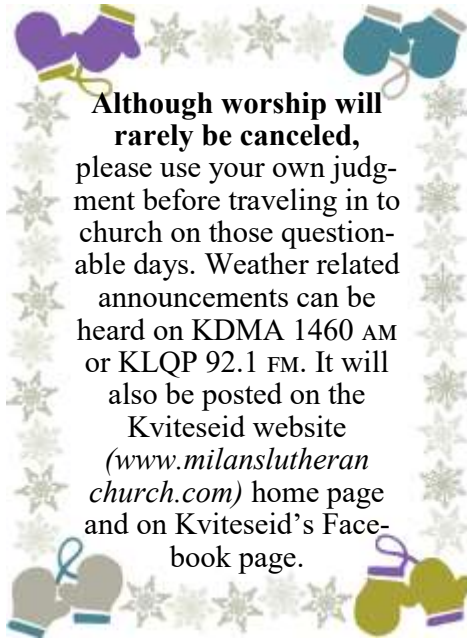 Although worship will
rarely be canceled,
please use your own judg-
ment before traveling in to
church on those question-
able days. Weather related
announcements can be
heard on KDMA 1460 AM
or KLQP 92.1 FM. It will
also be posted on the
Kviteseid website
(www.milanslutheran
church.com) home page
and on Kviteseid’s Face-
book page.